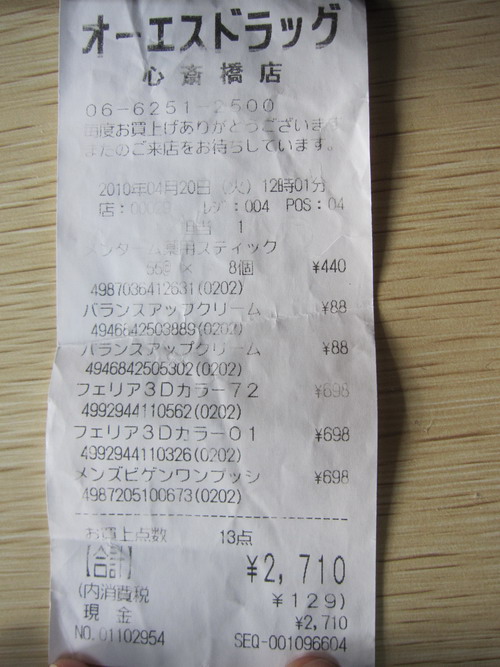 オーエスドラッグ
心斎橋店
06-6251-2500
毎度お買上げありがとうございます
またのご来店をお待ちしています。
2010年04月20日（火）12時01分
店： レジ：004 POS：04
担当 1
メンターム薬用スティック
× 8個 ¥440
4987036412631(0202)
バランスアップクリーム ¥88
4946842503889(0202)
バランスアップクリーム ¥88
4946842505302(0202)
フェリア３Ｄカラー７２ ¥698
4992944110562(0202)
フェリア３Ｄカラー０１ ¥698
4992944110326(0202)
メンズビゲンワンプッシ ¥698
4987205100673(0202)
お買上点数 13点
【合計】 ¥2,710
(内消費税 ¥129)
現金 ¥2,710
NO.01102954 SEQ-001096604